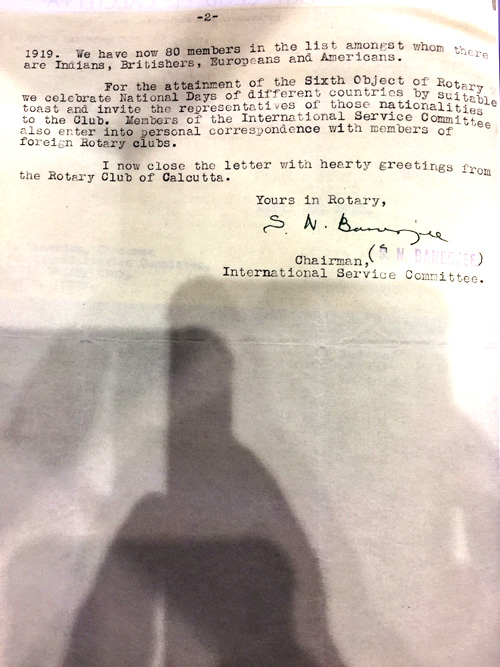 -2-
1919. We have now 80 members in the list amongst whom there
are Indians, Britishers, Europeans and Americans.
For the attainment of the Sixth Object of Rotary
we celebrate National Days of different countries by suitable
toast and invite the representatives of those nationalities
to the Club. Members of the International Service Committee
also enter into personal correspondence with members of
foreign Rotary clubs.
I now close the letter with hearty greetings from
the Rotary Club of Calcutta.
Yours in Rotary,
S. N. Banerjee
Chairman, (S. N. BANERJEE)
International Service Committee.